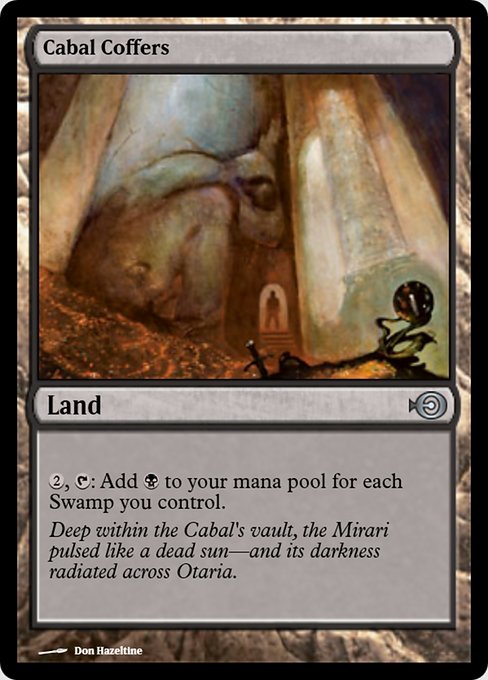 Cabal Coffers
Land
2, : Add to your mana pool for each
Swamp you control.
Deep within the Cabal's vault, the Mirari
pulsed like a dead sun—and its darkness
radiated across Otaria.
Don Hazeltine